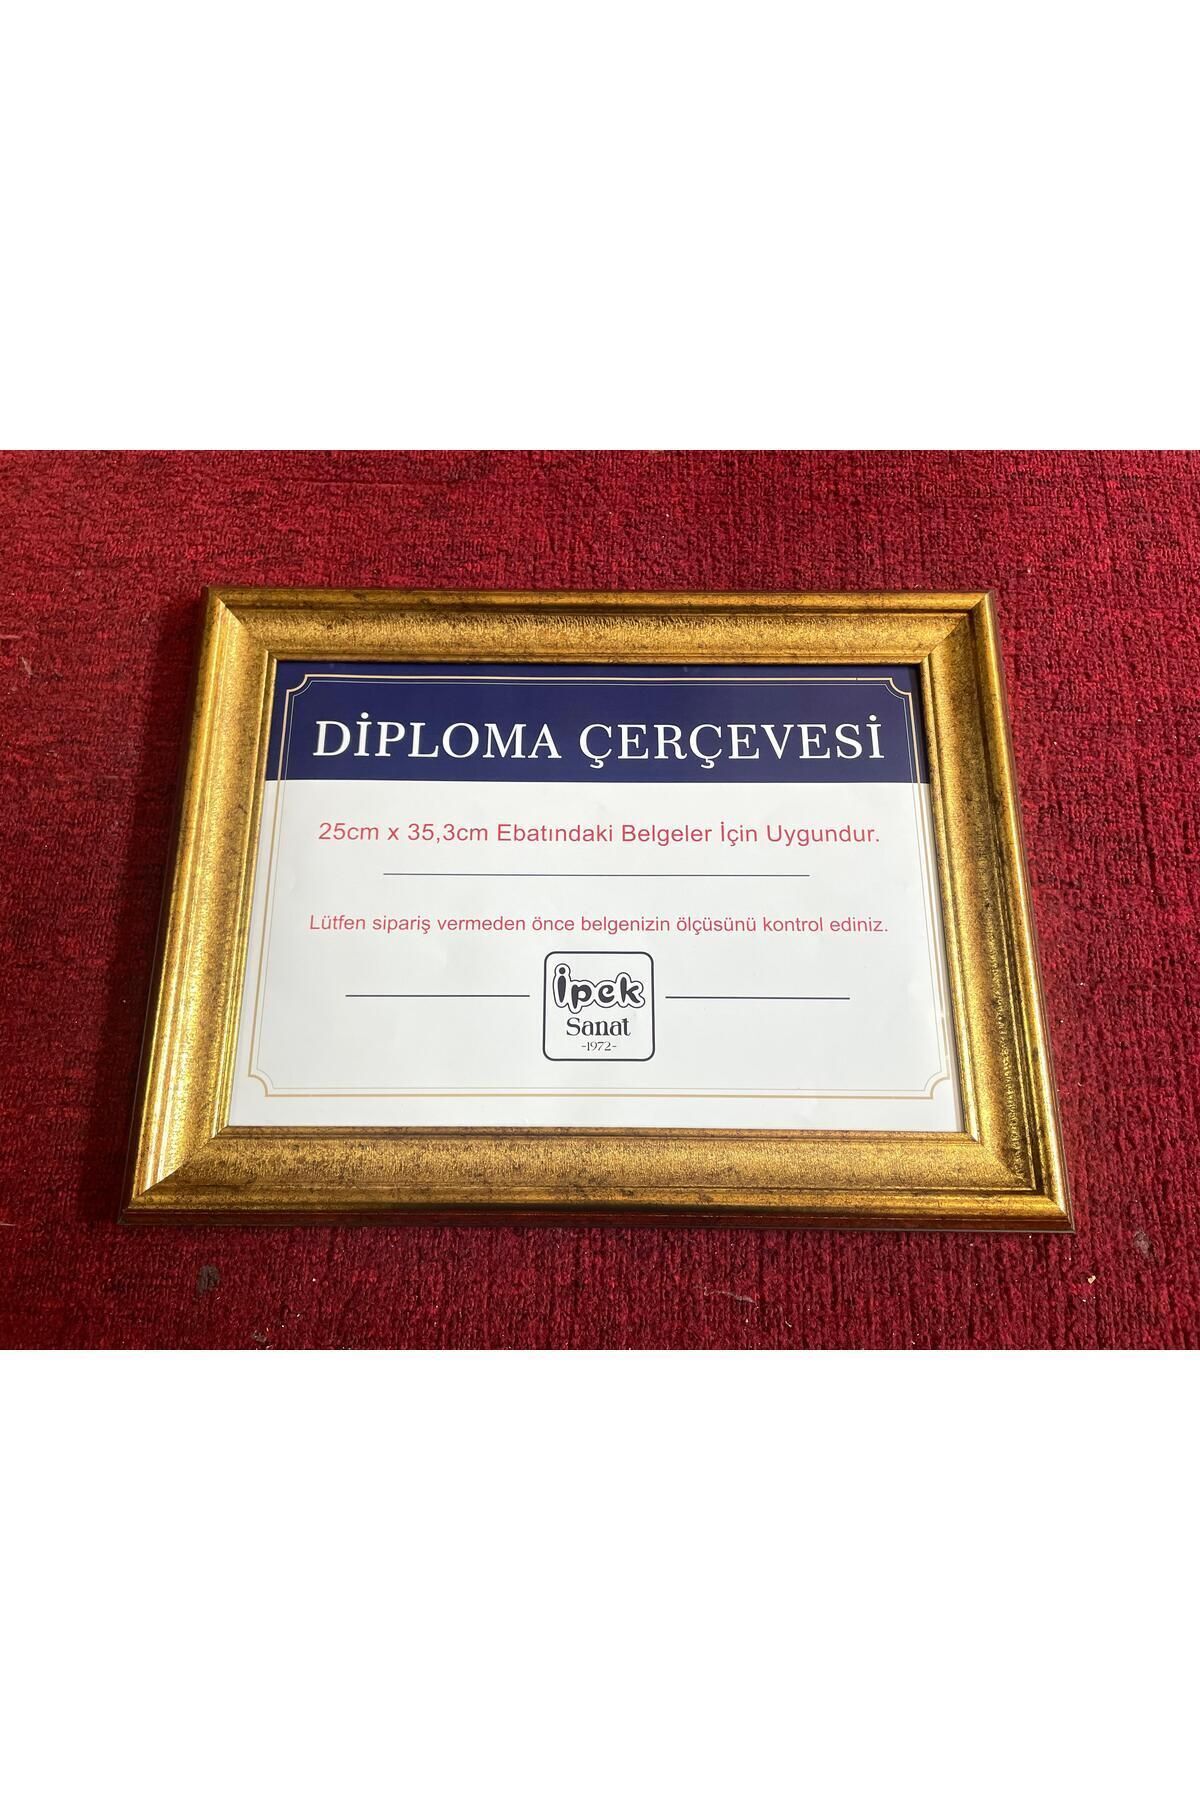 DİPLOMA ÇERÇEVESİ
25cm x 35,3cm Ebatındaki Belgeler İçin Uygundur.
Lütfen sipariş vermeden önce belgenizin ölçüsünü kontrol ediniz.
İpek
Sanat
-1972-